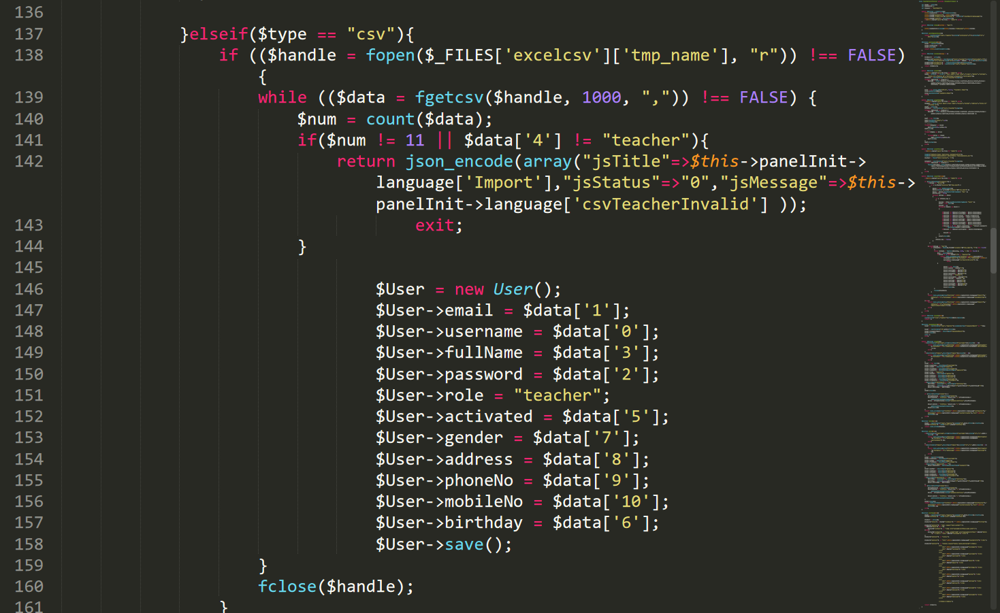 136
137 }elseif($type == "csv"){
138 if (($handle = fopen($_FILES['excelcsv']['tmp_name'], "r")) !== FALSE)
{
139 while (($data = fgetcsv($handle, 1000, ",")) !== FALSE) {
140 $num = count($data);
141 if($num != 11 || $data['4'] != "teacher"){
142 return json_encode(array("jsTitle"=>$this->panelInit->
language['Import'],"jsStatus"=>"0","jsMessage"=>$this->
panelInit->language['csvTeacherInvalid'] ));
143 exit;
144 }
145
146 $User = new User();
147 $User->email = $data['1'];
148 $User->username = $data['0'];
149 $User->fullName = $data['3'];
150 $User->password = $data['2'];
151 $User->role = "teacher";
152 $User->activated = $data['5'];
153 $User->gender = $data['7'];
154 $User->address = $data['8'];
155 $User->phoneNo = $data['9'];
156 $User->mobileNo = $data['10'];
157 $User->birthday = $data['6'];
158 $User->save();
159 }
160 fclose($handle);
161 }